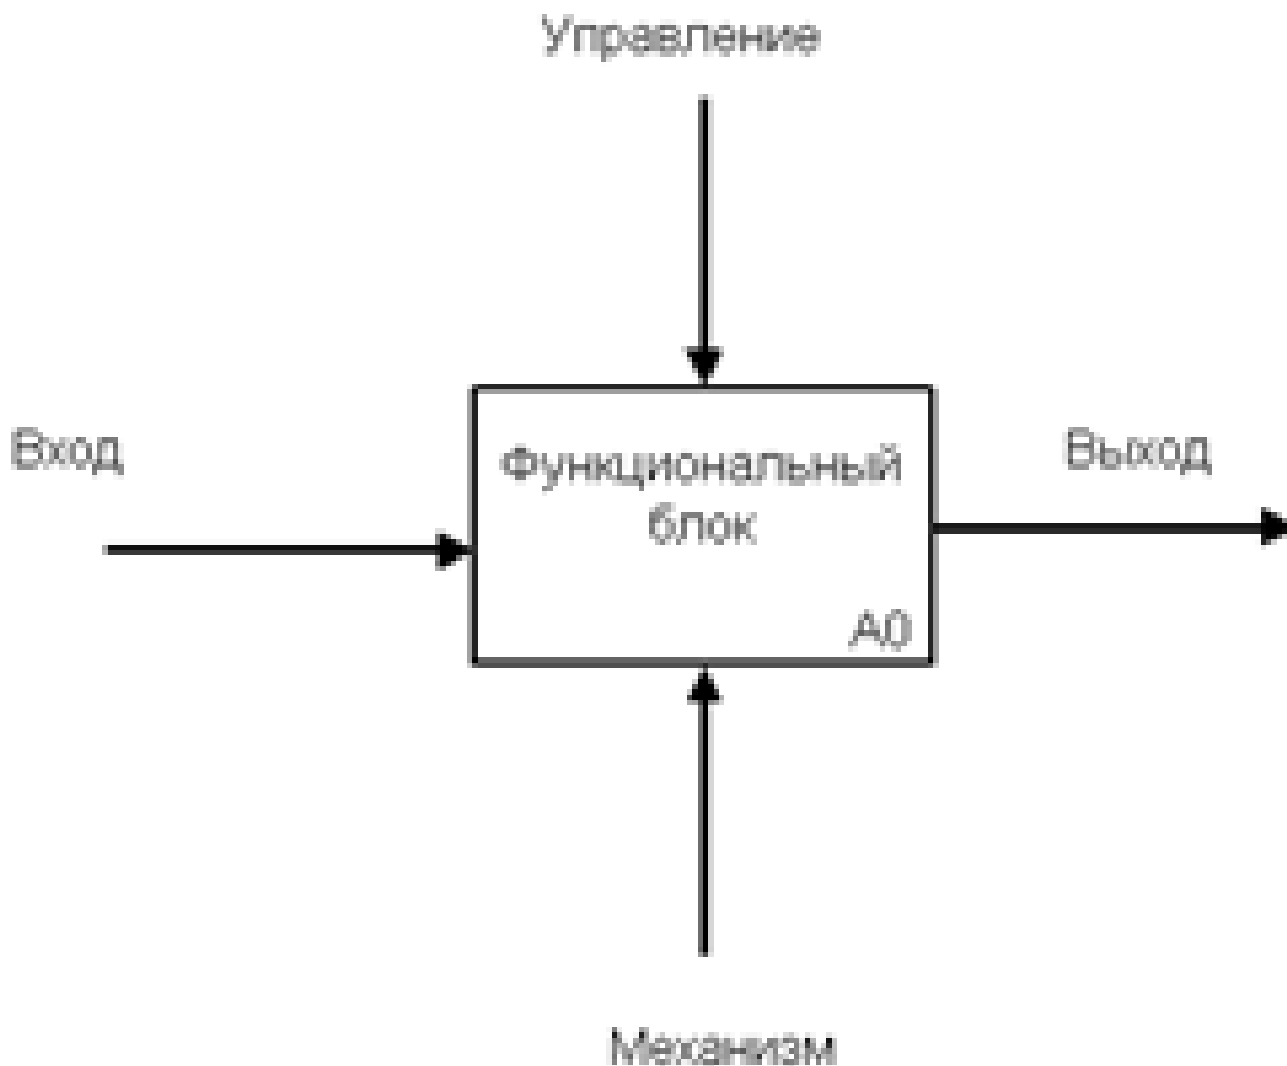 Управление
Вход
Функциональный
блок
Выход
A0
Механизм